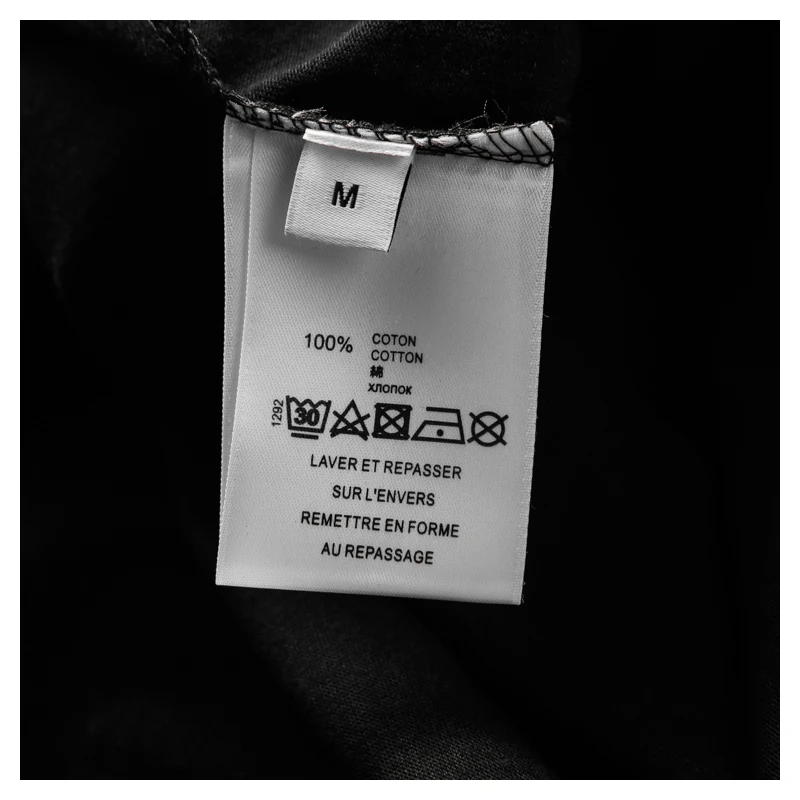 M
100%
COTON
COTTON
綿
ХЛОПОК
1292
30
LAVER ET REPASSER
SUR L'ENVERS
REMETTRE EN FORME
AU REPASSAGE